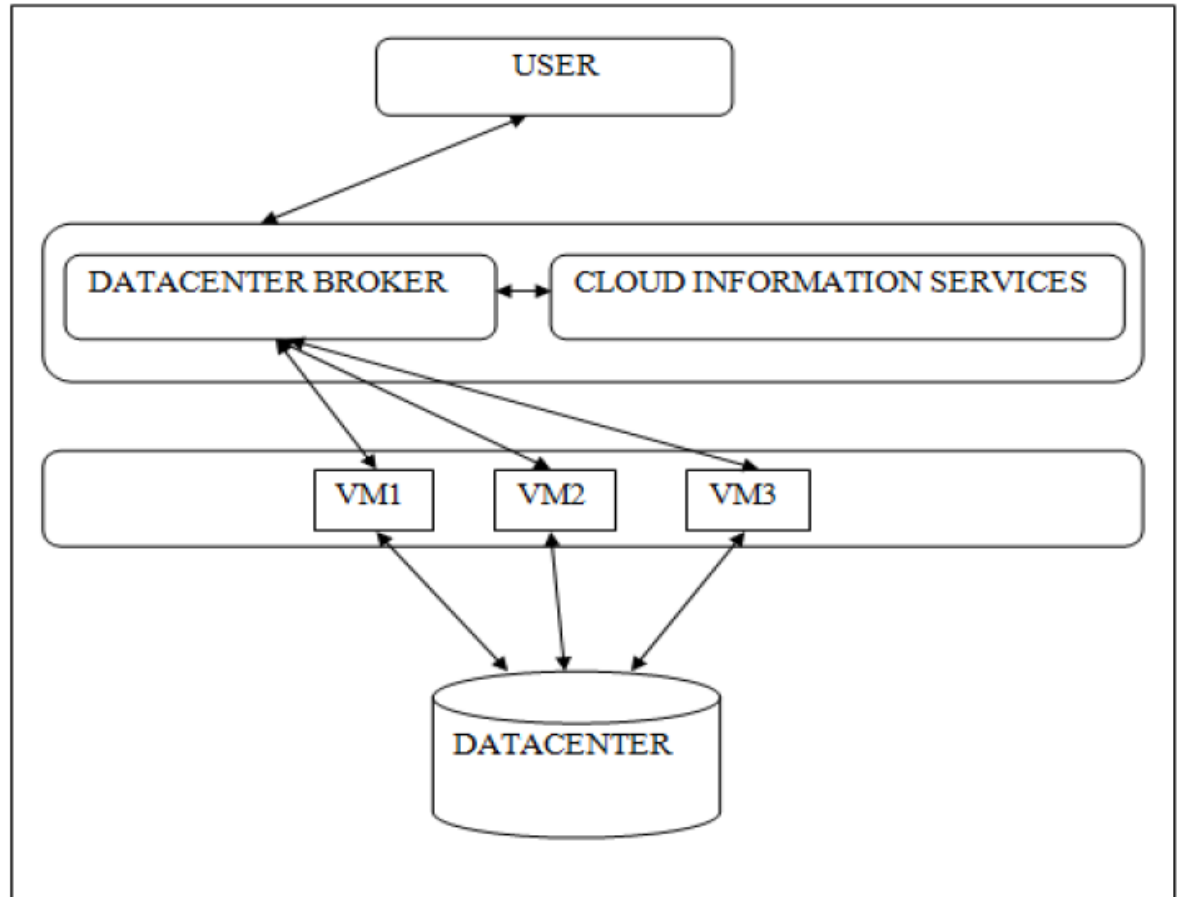 USER
DATACENTER BROKER
CLOUD INFORMATION SERVICES
VM1
VM2
VM3
DATACENTER